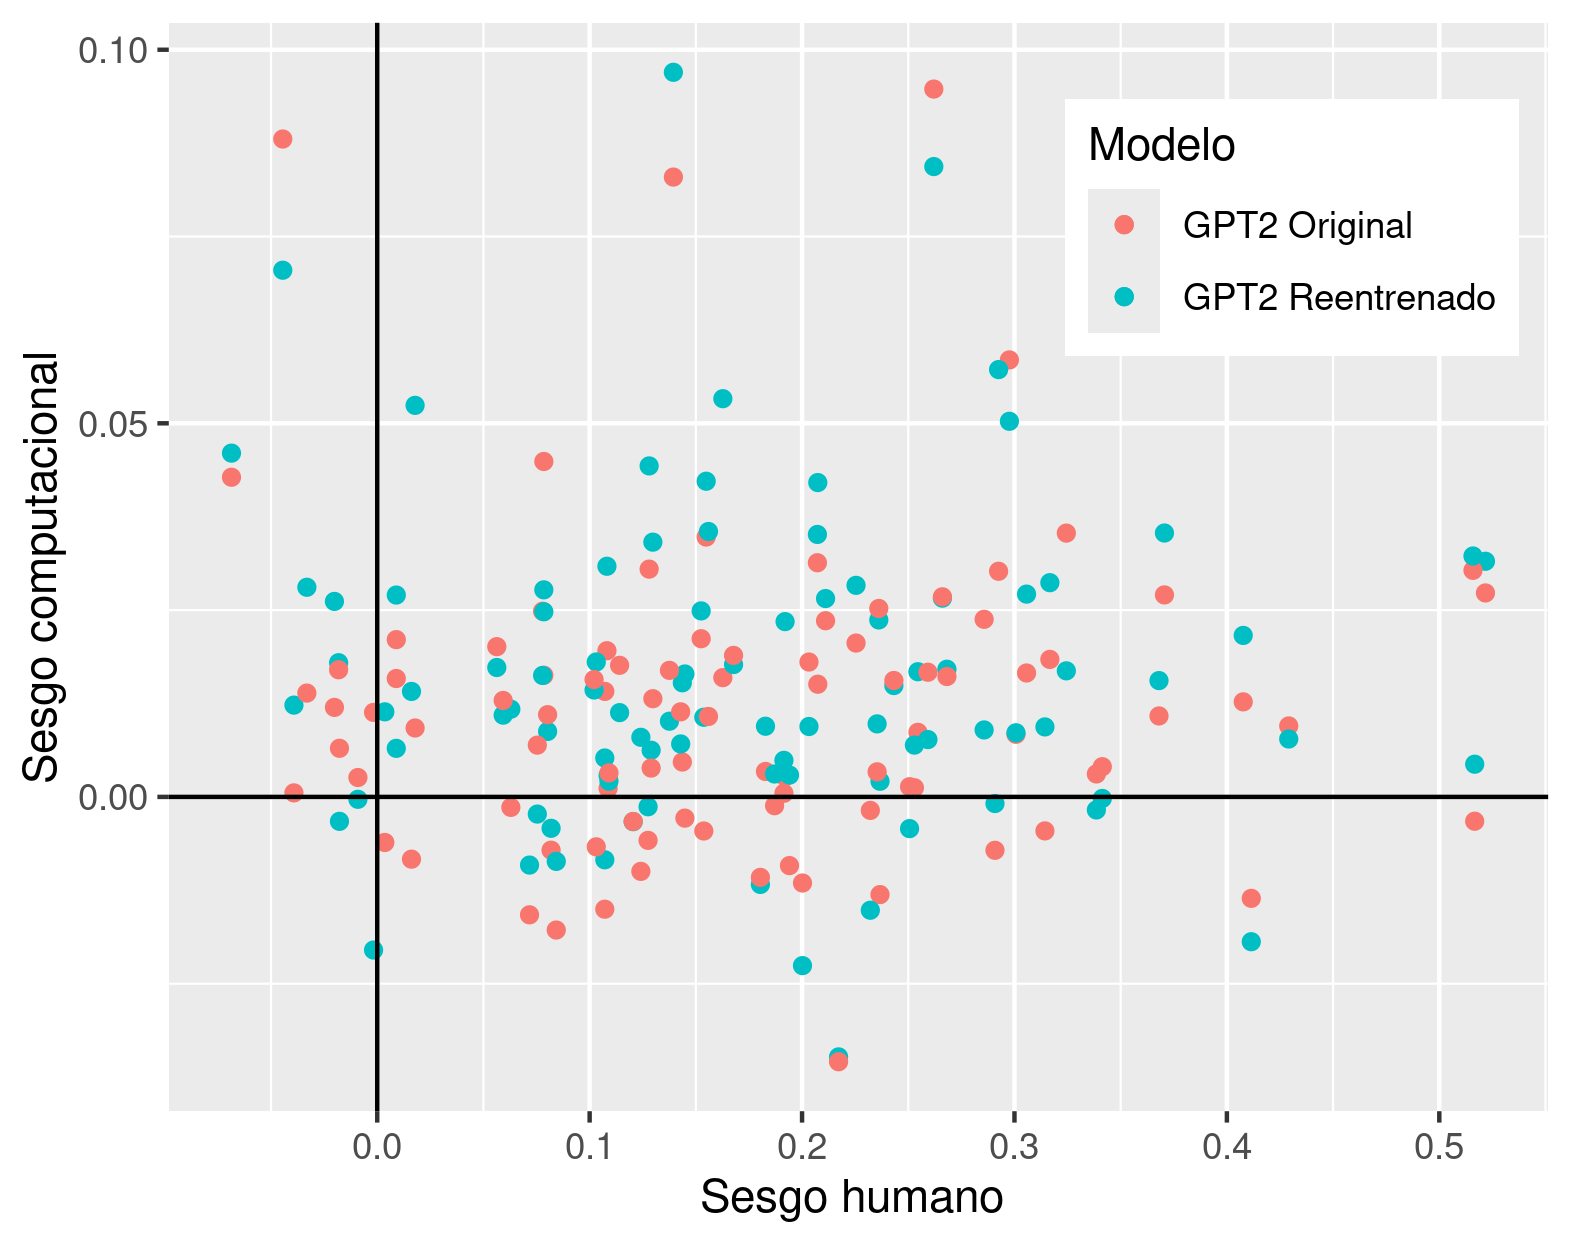 0.10
0.05
0.00
Sesgo computacional
Modelo
GPT2 Original
GPT2 Reentrenado
0.0 0.1 0.2 0.3 0.4 0.5
Sesgo humano